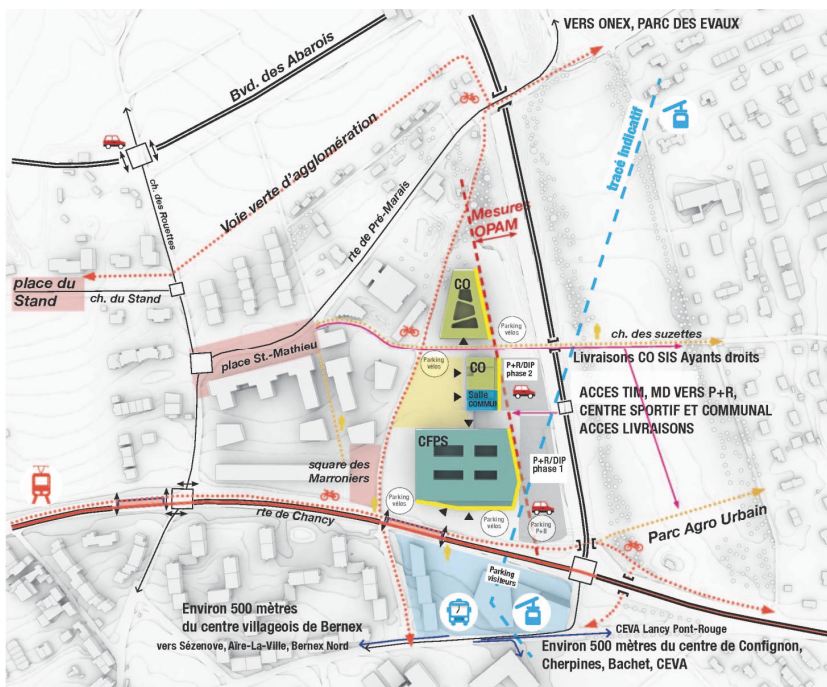 VERS ONEX, PARC DES EVAUX
Bvd. des Abarois
tracé indicatif
Voie verte d'agglomération
ch. des Rouettes
rte de Pré-Marais
Mesures
OPAM
place du
Stand
ch. du Stand
CO
Parking
vélos
ch. des suzettes
place St.-Mathieu
Parking
vélos
Livraisons CO SIS Ayants droits
CO
P+R/DIP
phase 2
Salle
COMMUN
ACCES TIM, MD VERS P+R,
CENTRE SPORTIF ET COMMUNAL
ACCES LIVRAISONS
CFPS
P+R/DIP
phase 1
square des
Marroniers
Parking
vélos
Parking
vélos
Parking
P+R
Parc Agro Urbain
rte de Chancy
Parking
visiteurs
Environ 500 mètres
du centre villageois de Bernex
vers Sézenove, Aïre-La-Ville, Bernex Nord
CEVA Lancy Pont-Rouge
Environ 500 mètres du centre de Confignon,
Cherpines, Bachet, CEVA